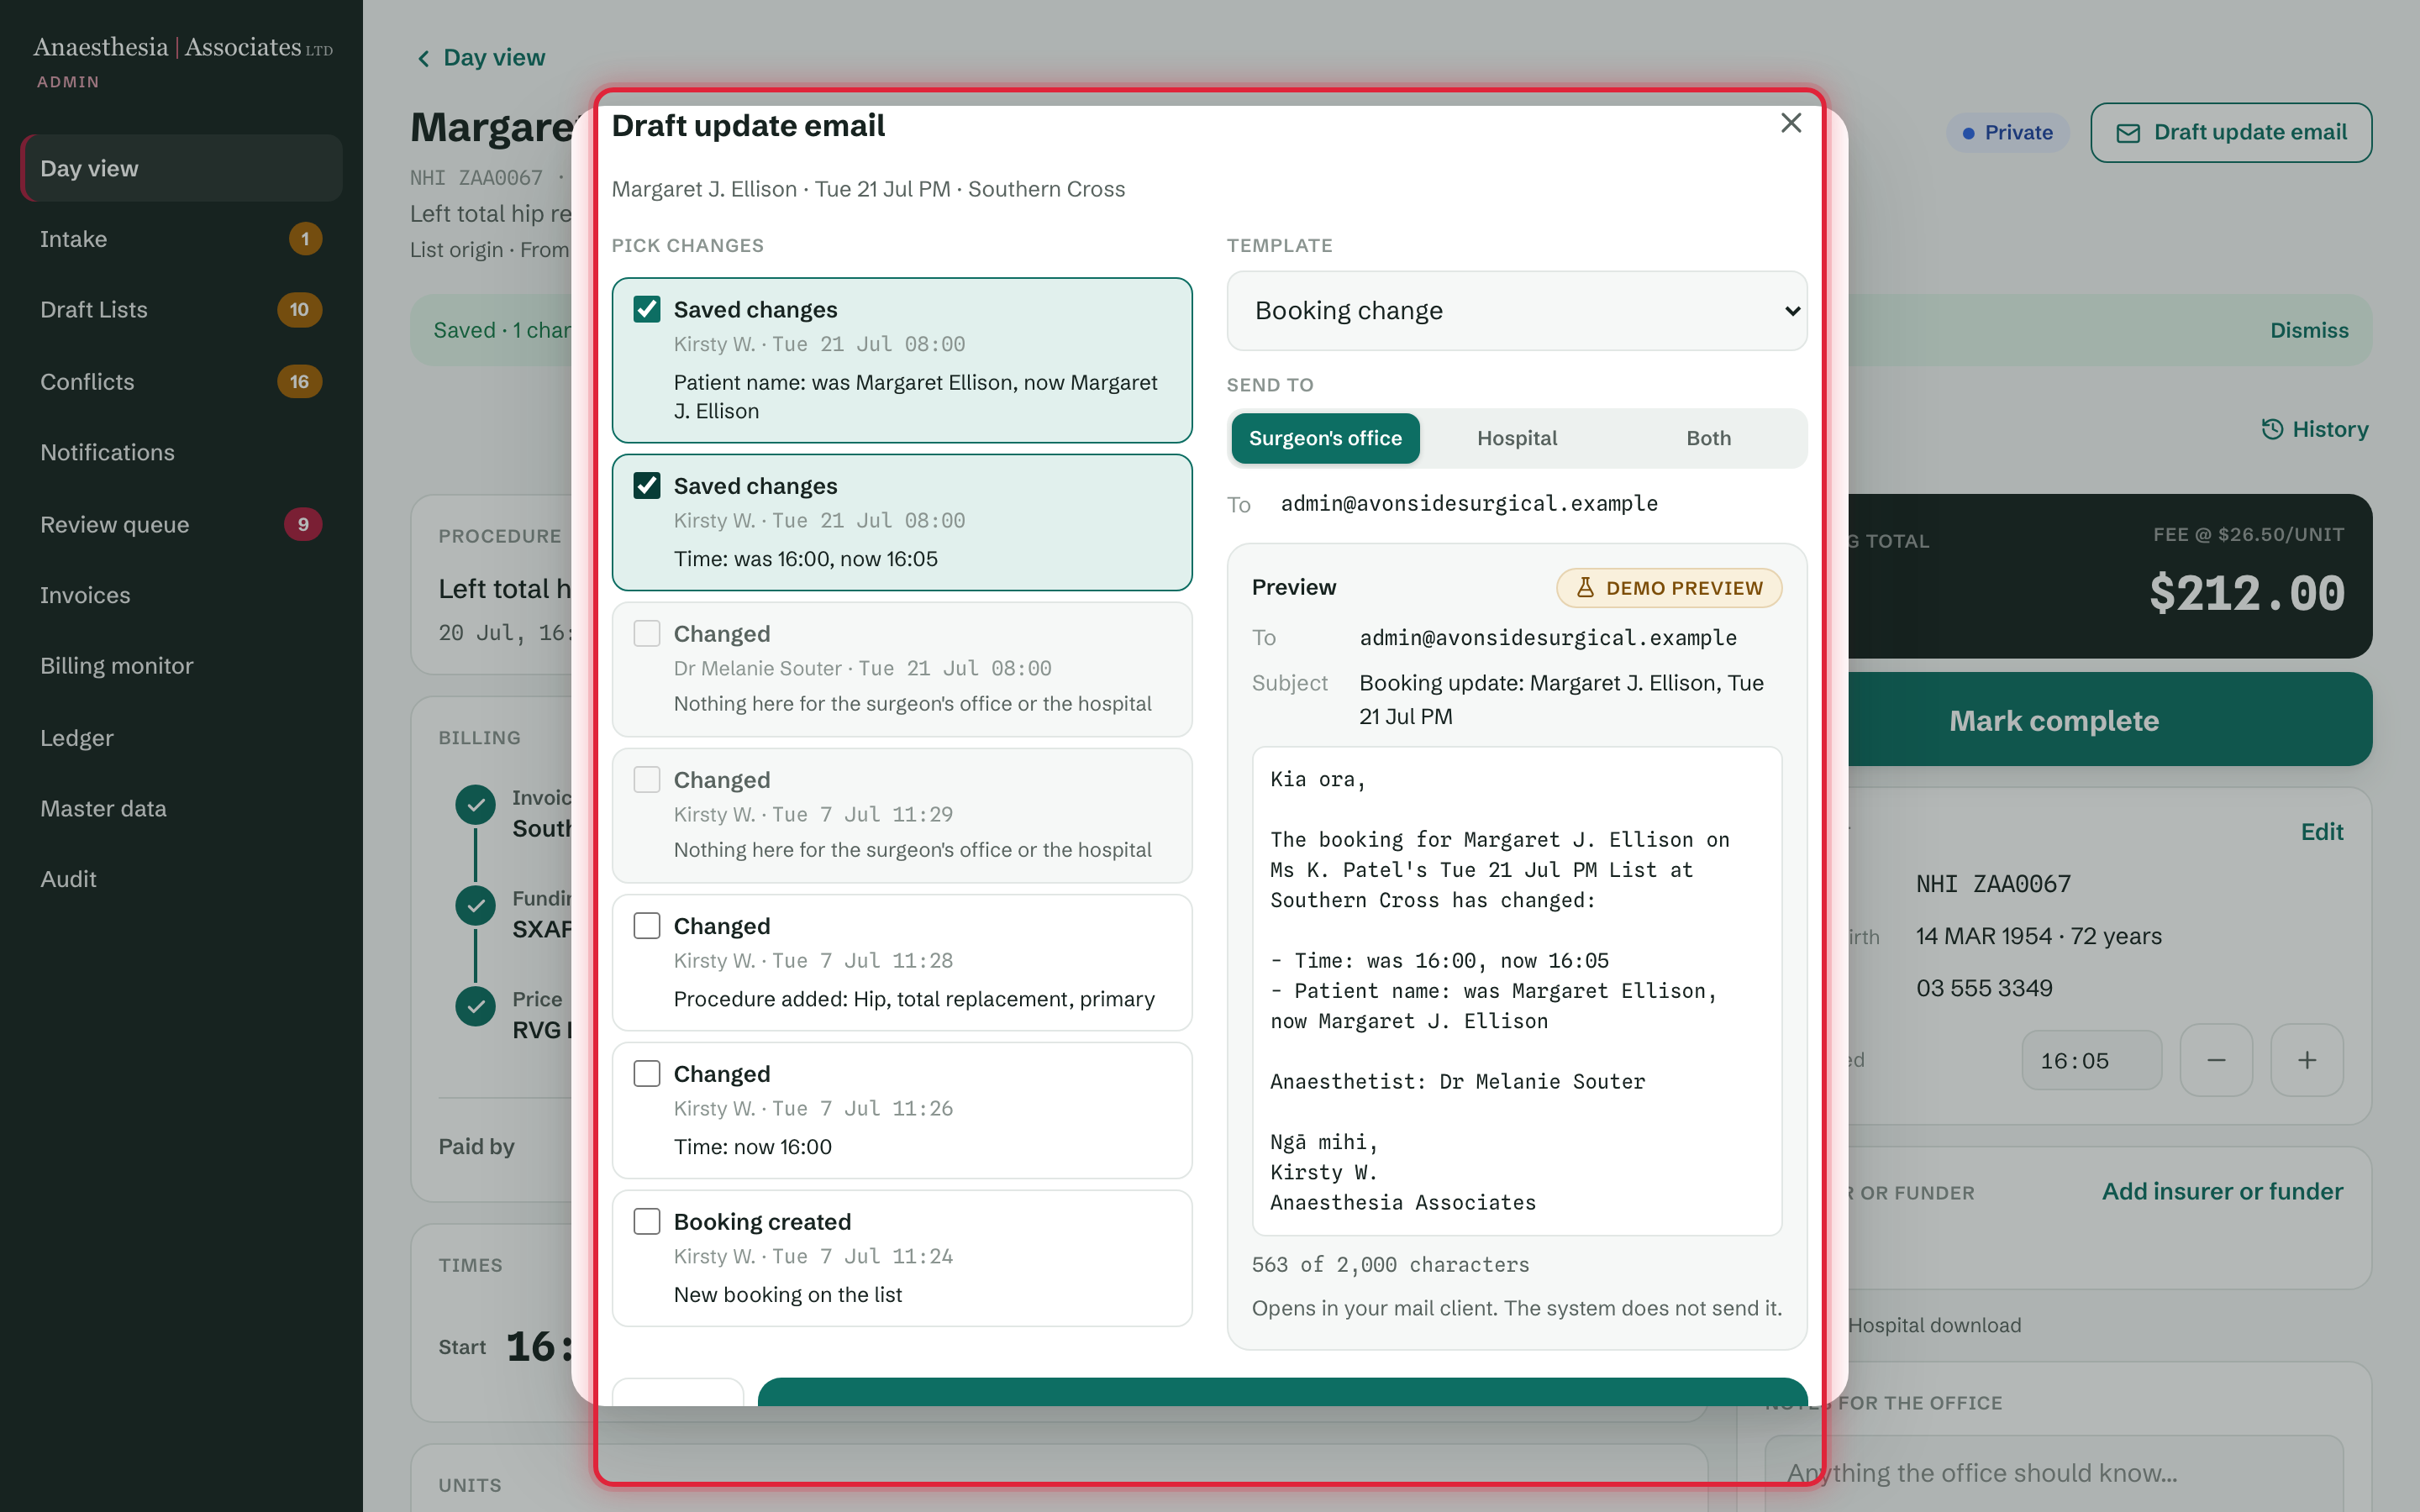 Anaesthesia | Associates LTD
ADMIN
Day view
Intake 1
Draft Lists 10
Conflicts 16
Notifications
Review queue 9
Invoices
Billing monitor
Ledger
Master data
Audit
Day view
Margaret
NHI ZAA0067 ·
Left total hip
List origin · From
Private
Draft update email
Saved · 1
Dismiss
History
PROCEDURE
Left total
20 Jul,
BILLING
Price
RVG
Paid by
TIMES
Start
UNITS
Draft update email
Margaret J. Ellison · Tue 21 Jul PM · Southern Cross
PICK CHANGES
Saved changes
Kirsty W. · Tue 21 Jul 08:00
Patient name: was Margaret Ellison, now Margaret
J. Ellison
Saved changes
Kirsty W. · Tue 21 Jul 08:00
Time: was 16:00, now 16:05
Changed
Dr Melanie Souter · Tue 21 Jul 08:00
Nothing here for the surgeon's office or the hospital
Changed
Kirsty W. · Tue 7 Jul 11:29
Nothing here for the surgeon's office or the hospital
Changed
Kirsty W. · Tue 7 Jul 11:28
Procedure added: Hip, total replacement, primary
Changed
Kirsty W. · Tue 7 Jul 11:26
Time: now 16:00
Booking created
Kirsty W. · Tue 7 Jul 11:24
New booking on the list
TEMPLATE
Booking change
SEND TO
Surgeon's office Hospital Both
To admin@avonsidesurgical.example
Preview DEMO PREVIEW
To admin@avonsidesurgical.example
Subject Booking update: Margaret J. Ellison, Tue
21 Jul PM
Kia ora,
The booking for Margaret J. Ellison on
Ms K. Patel's Tue 21 Jul PM List at
Southern Cross has changed:
- Time: was 16:00, now 16:05
- Patient name: was Margaret Ellison,
now Margaret J. Ellison
Anaesthetist: Dr Melanie Souter
Ngā mihi,
Kirsty W.
Anaesthesia Associates
563 of 2,000 characters
Opens in your mail client. The system does not send it.
TOTAL
FEE @ $26.50/UNIT
$212.00
Mark complete
Edit
NHI ZAA0067
14 MAR 1954 · 72 years
03 555 3349
16:05
OR FUNDER
Add insurer or funder
Hospital download
FOR THE OFFICE
Anything the office should know...